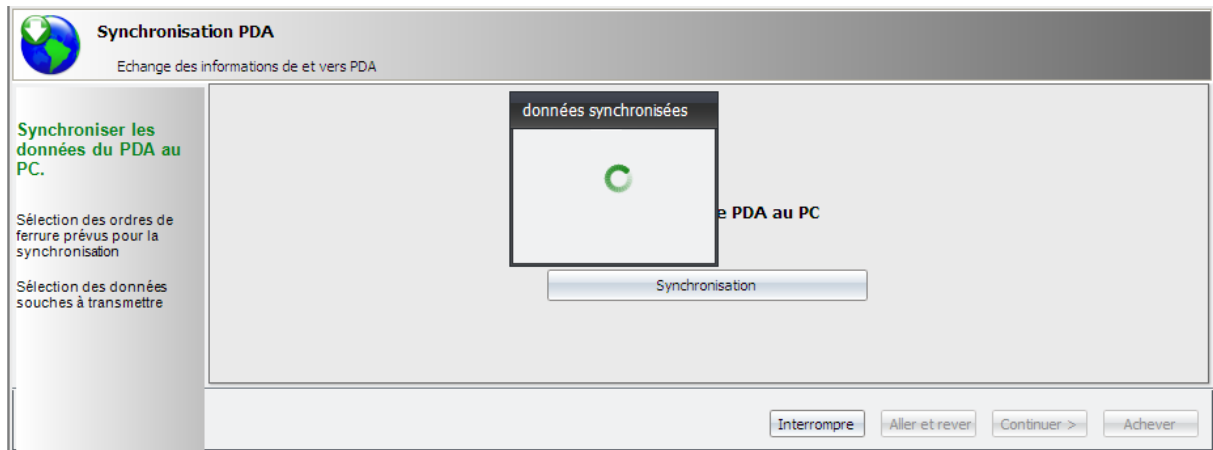 Synchronisation PDA
Echange des informations de et vers PDA
Synchroniser les
données du PDA au
PC.
Sélection des ordres de
ferrure prévus pour la
synchronisation
Sélection des données
souches à transmettre
données synchronisées
e PDA au PC
Synchronisation
Interrompre
Aller et rever
Continuer >
Achever